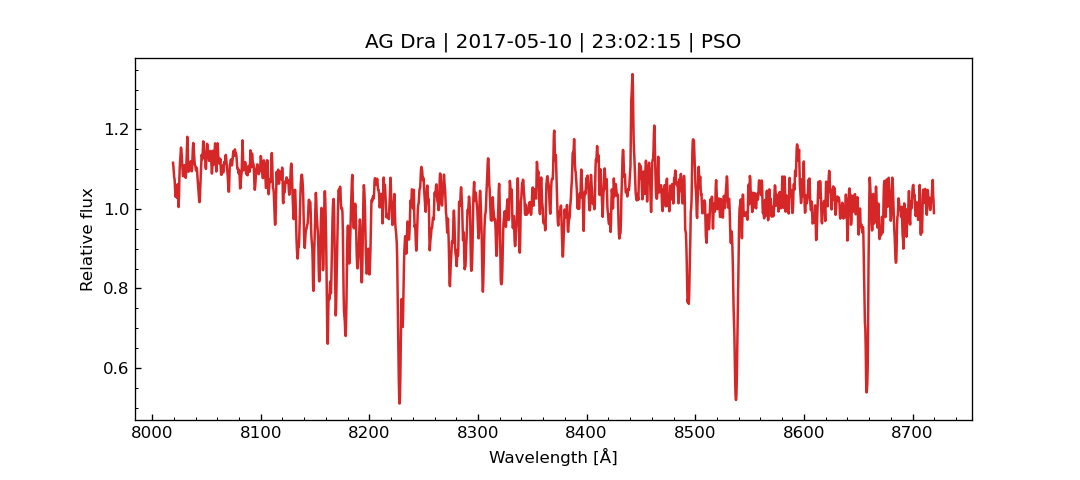 AG Dra | 2017-05-10 | 23:02:15 | PSO
1.2
1.0
0.8
0.6
Relative flux
8000 8100 8200 8300 8400 8500 8600 8700
Wavelength [Å]